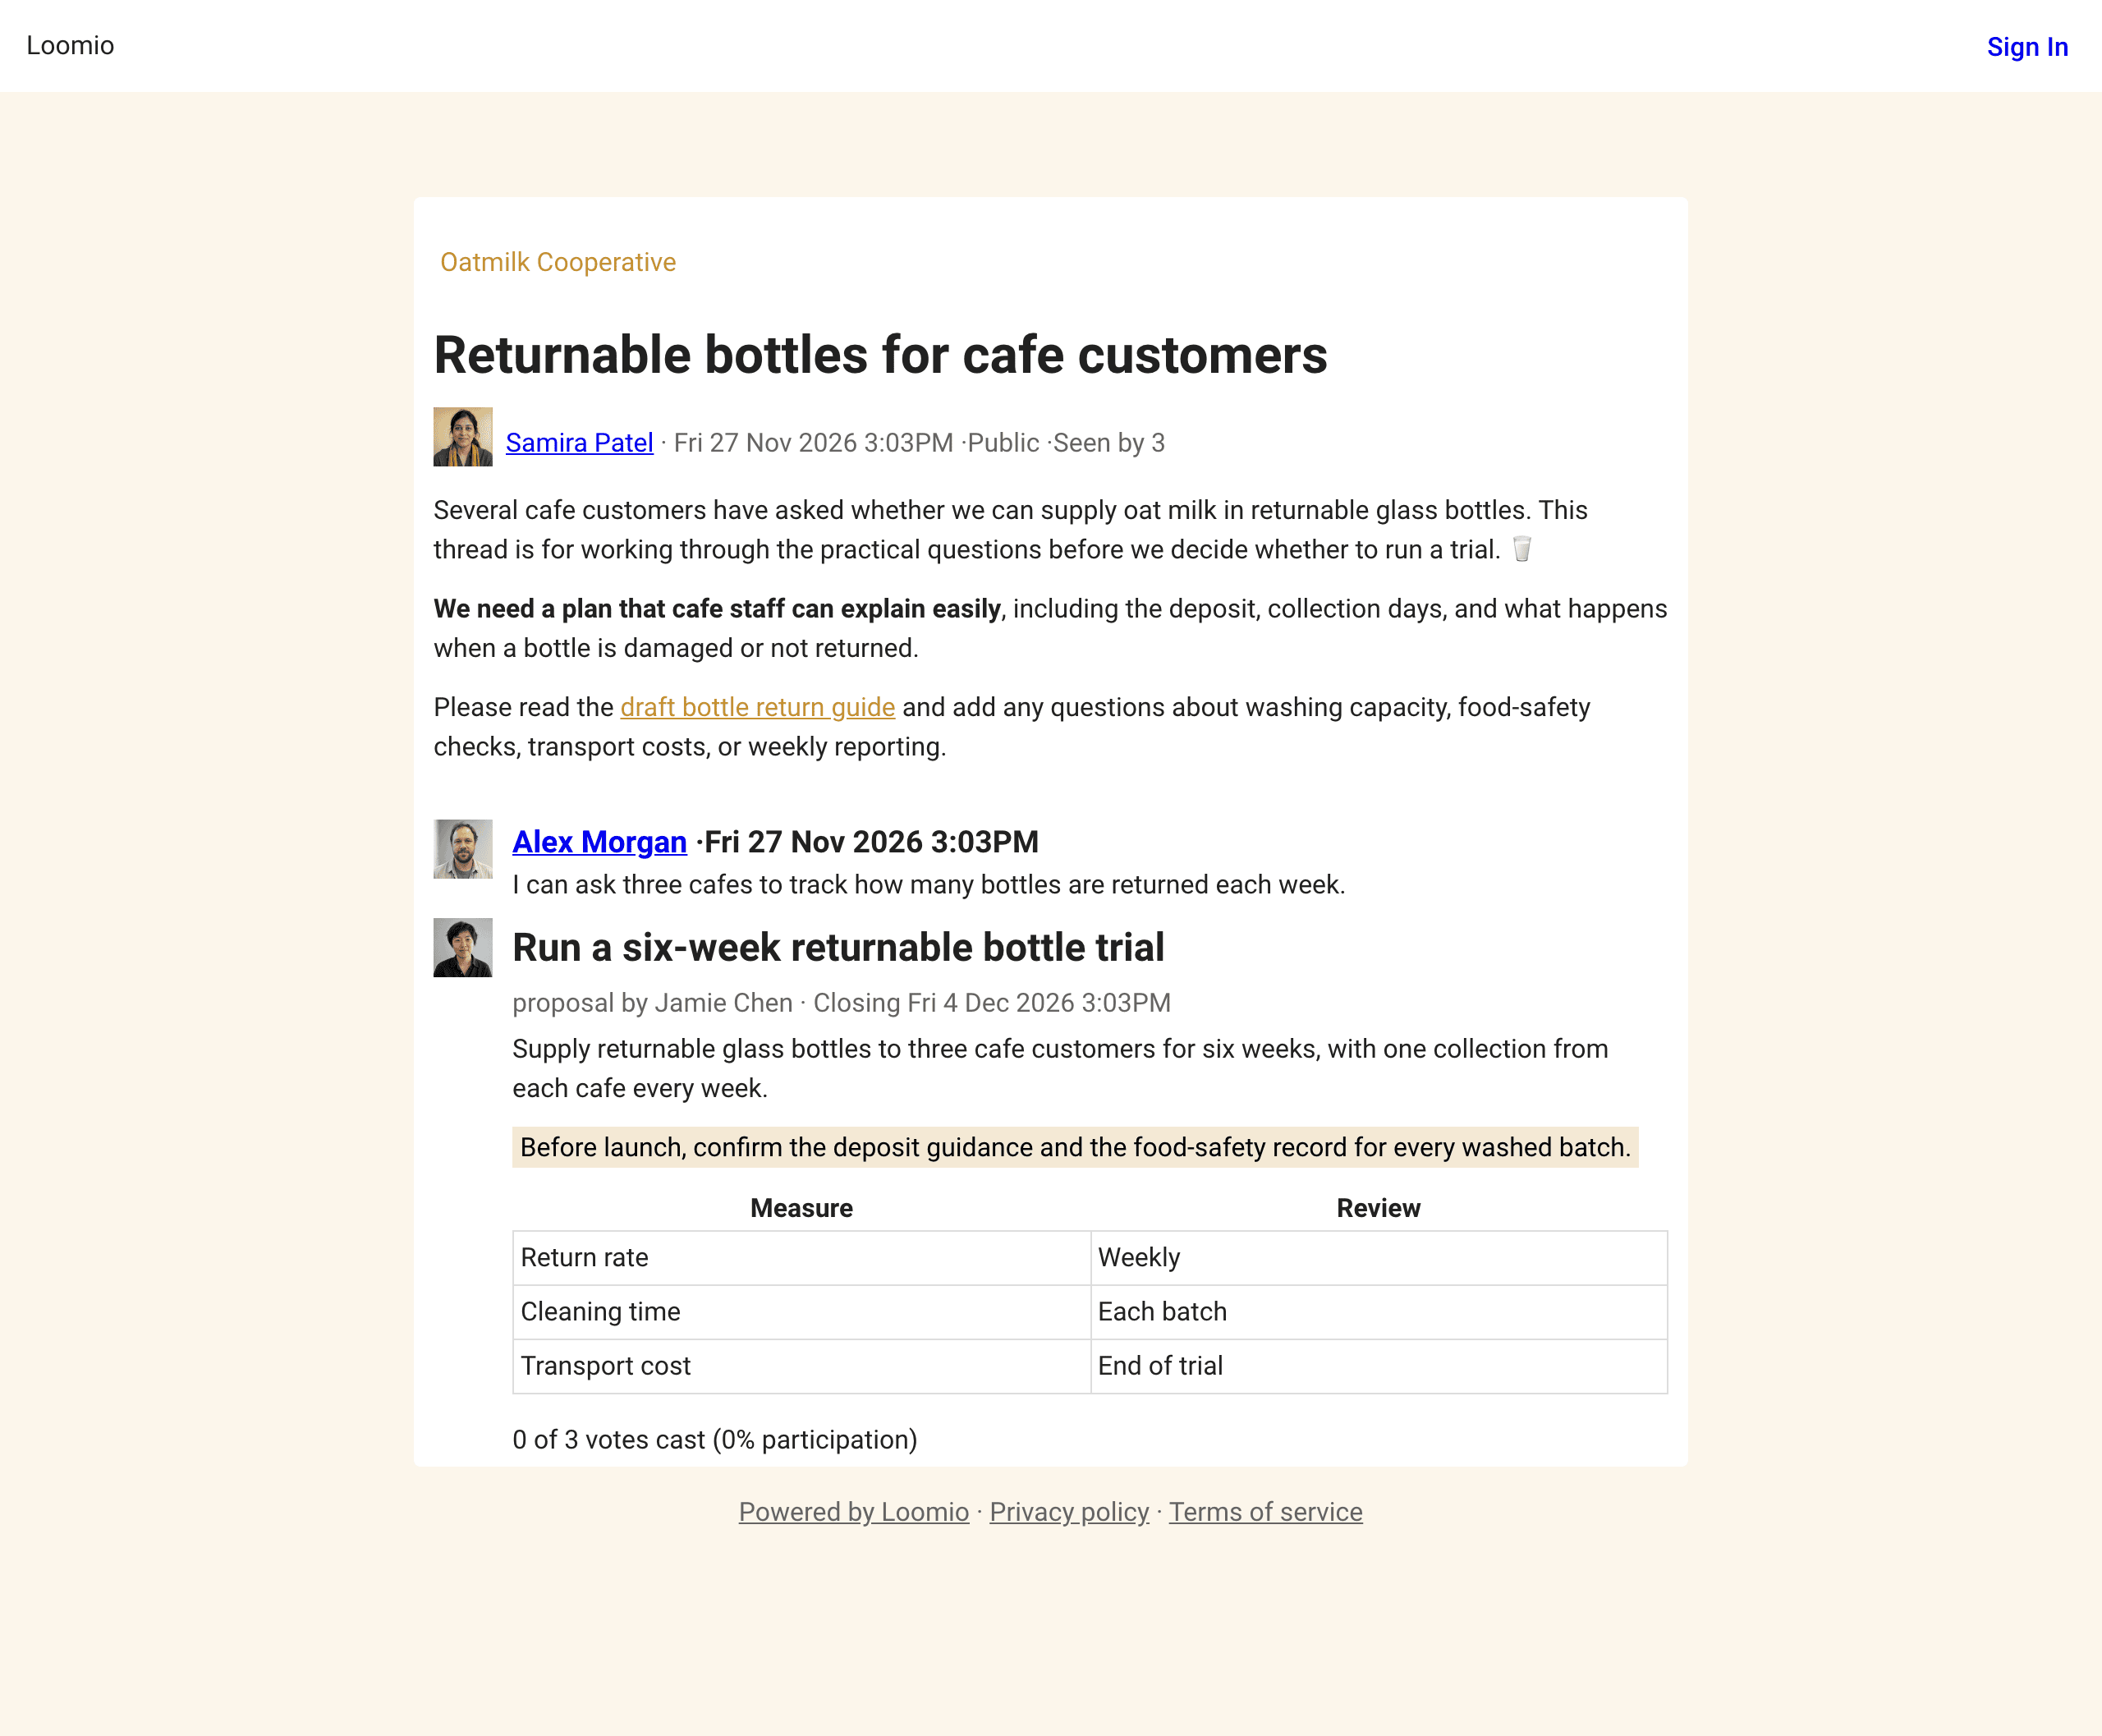 Loomio
Sign In
Oatmilk Cooperative
Returnable bottles for cafe customers
Samira Patel · Fri 27 Nov 2026 3:03PM ·Public ·Seen by 3
Several cafe customers have asked whether we can supply oat milk in returnable glass bottles. This
thread is for working through the practical questions before we decide whether to run a trial. 🥛
We need a plan that cafe staff can explain easily, including the deposit, collection days, and what happens
when a bottle is damaged or not returned.
Please read the draft bottle return guide and add any questions about washing capacity, food-safety
checks, transport costs, or weekly reporting.
Alex Morgan ·Fri 27 Nov 2026 3:03PM
I can ask three cafes to track how many bottles are returned each week.
Run a six-week returnable bottle trial
proposal by Jamie Chen · Closing Fri 4 Dec 2026 3:03PM
Supply returnable glass bottles to three cafe customers for six weeks, with one collection from
each cafe every week.
Before launch, confirm the deposit guidance and the food-safety record for every washed batch.
Measure Review
Return rate Weekly
Cleaning time Each batch
Transport cost End of trial
0 of 3 votes cast (0% participation)
Powered by Loomio · Privacy policy · Terms of service